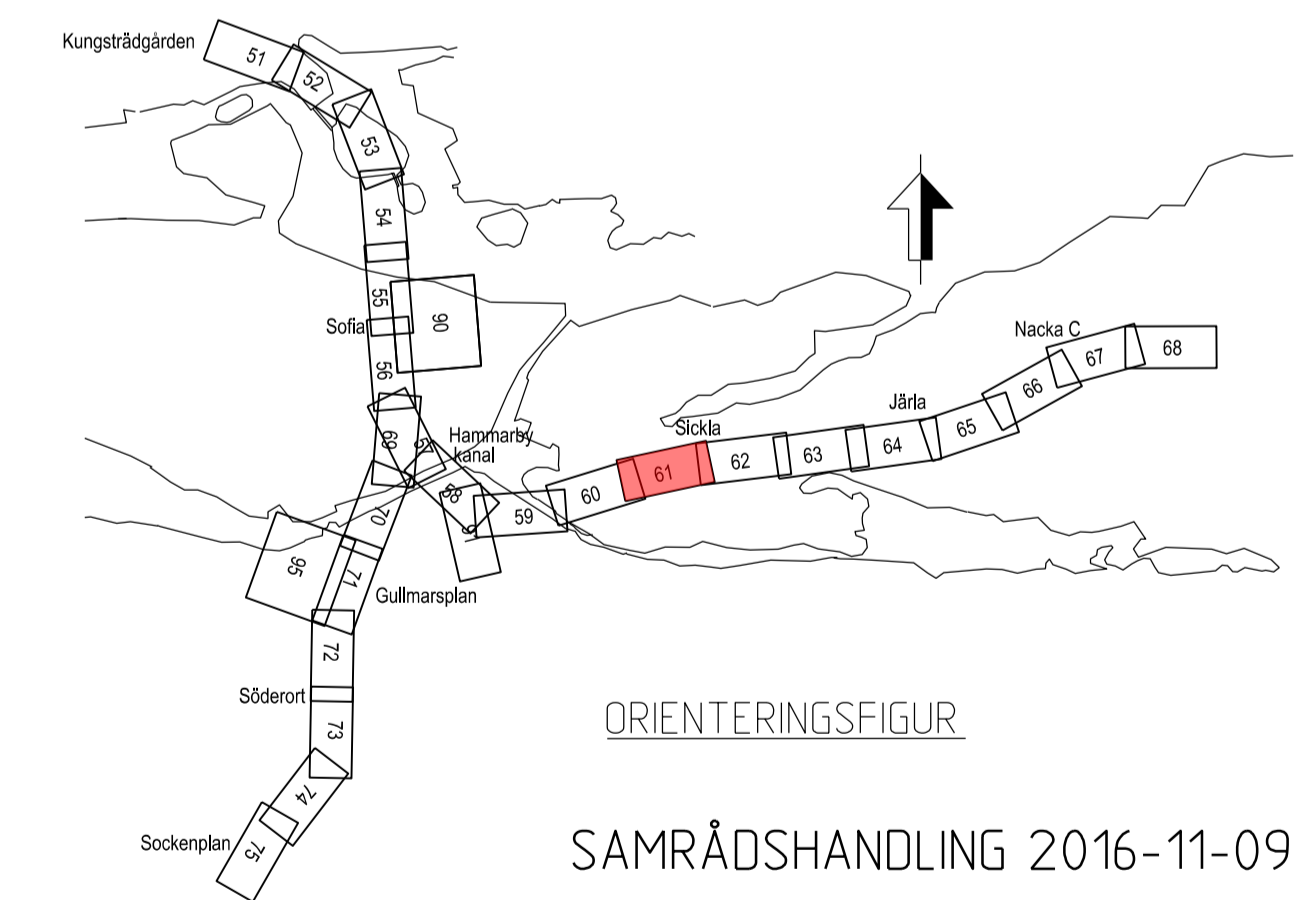 Kungsträdgården
51
52
53
54
55
Sofia
90
56
Nacka C
68
67
66
Järla
65
64
63
62
Sickla
61
60
59
Hammarby
kanal
57
58
69
70
71
95
Gullmarsplan
72
Söderort
73
74
Sockenplan
75
ORIENTERINGSFIGUR
SAMRÅDSHANDLING 2016-11-09